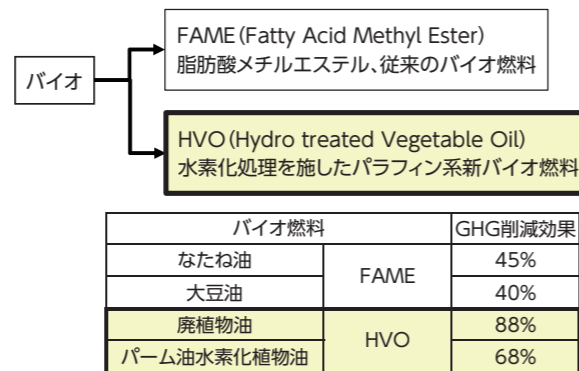 バイオ
FAME(Fatty Acid Methyl Ester)
脂肪酸メチルエステル、従来のバイオ燃料
HVO(Hydro treated Vegetable Oil)
水素化処理を施したパラフィン系新バイオ燃料
バイオ燃料 GHG削減効果
なたね油 FAME 45%
大豆油 40%
廃植物油 HVO 88%
パーム油水素化植物油 68%